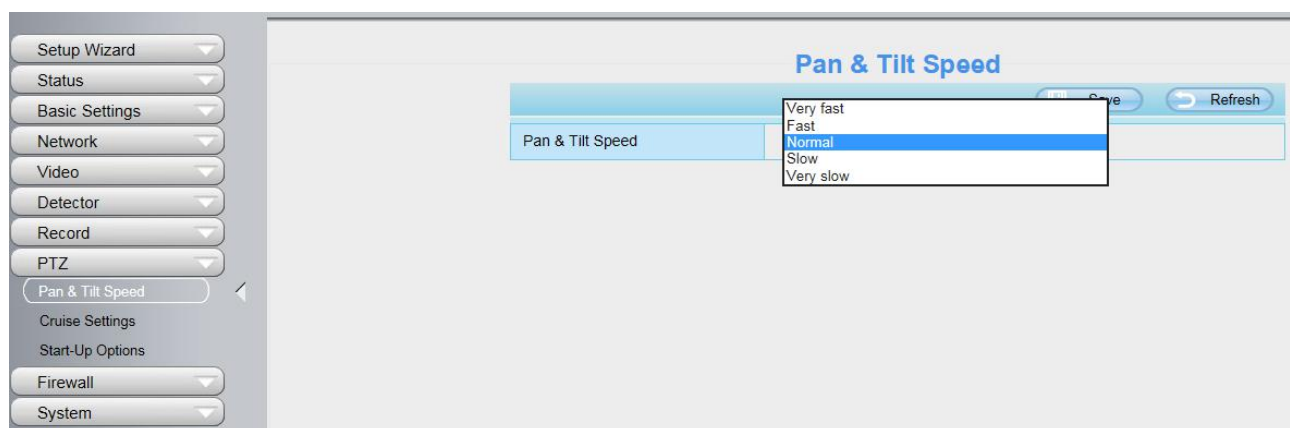 Setup Wizard
Status
Basic Settings
Network
Video
Detector
Record
PTZ
Pan & Tilt Speed
Cruise Settings
Start-Up Options
Firewall
System
Pan & Tilt Speed
Save
Refresh
Pan & Tilt Speed
Very fast
Fast
Normal
Slow
Very slow